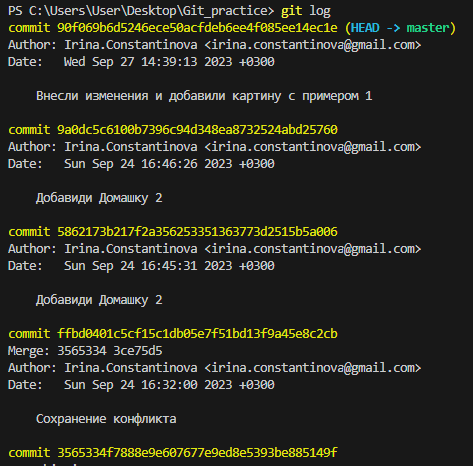 PS C:\Users\User\Desktop\Git_practice> git log
commit 90f069b6d5246ece50acfdeb6ee4f085ee14ec1e (HEAD -> master)
Author: Irina.Constantinova <irina.constantinova@gmail.com>
Date:   Wed Sep 27 14:39:13 2023 +0300
Внесли изменения и добавили картину с примером 1
commit 9a0dc5c6100b7396c94d348ea8732524abd25760
Author: Irina.Constantinova <irina.constantinova@gmail.com>
Date:   Sun Sep 24 16:46:26 2023 +0300
Добавиди Домашку 2
commit 5862173b217f2a356253351363773d2515b5a006
Author: Irina.Constantinova <irina.constantinova@gmail.com>
Date:   Sun Sep 24 16:45:31 2023 +0300
Добавиди Домашку 2
commit ffbd0401c5cf15c1db05e7f51bd13f9a45e8c2cb
Merge: 3565334 3ce75d5
Author: Irina.Constantinova <irina.constantinova@gmail.com>
Date:   Sun Sep 24 16:32:00 2023 +0300
Сохранение конфликта
commit 3565334f7888e9e607677e9ed8e5393be885149f